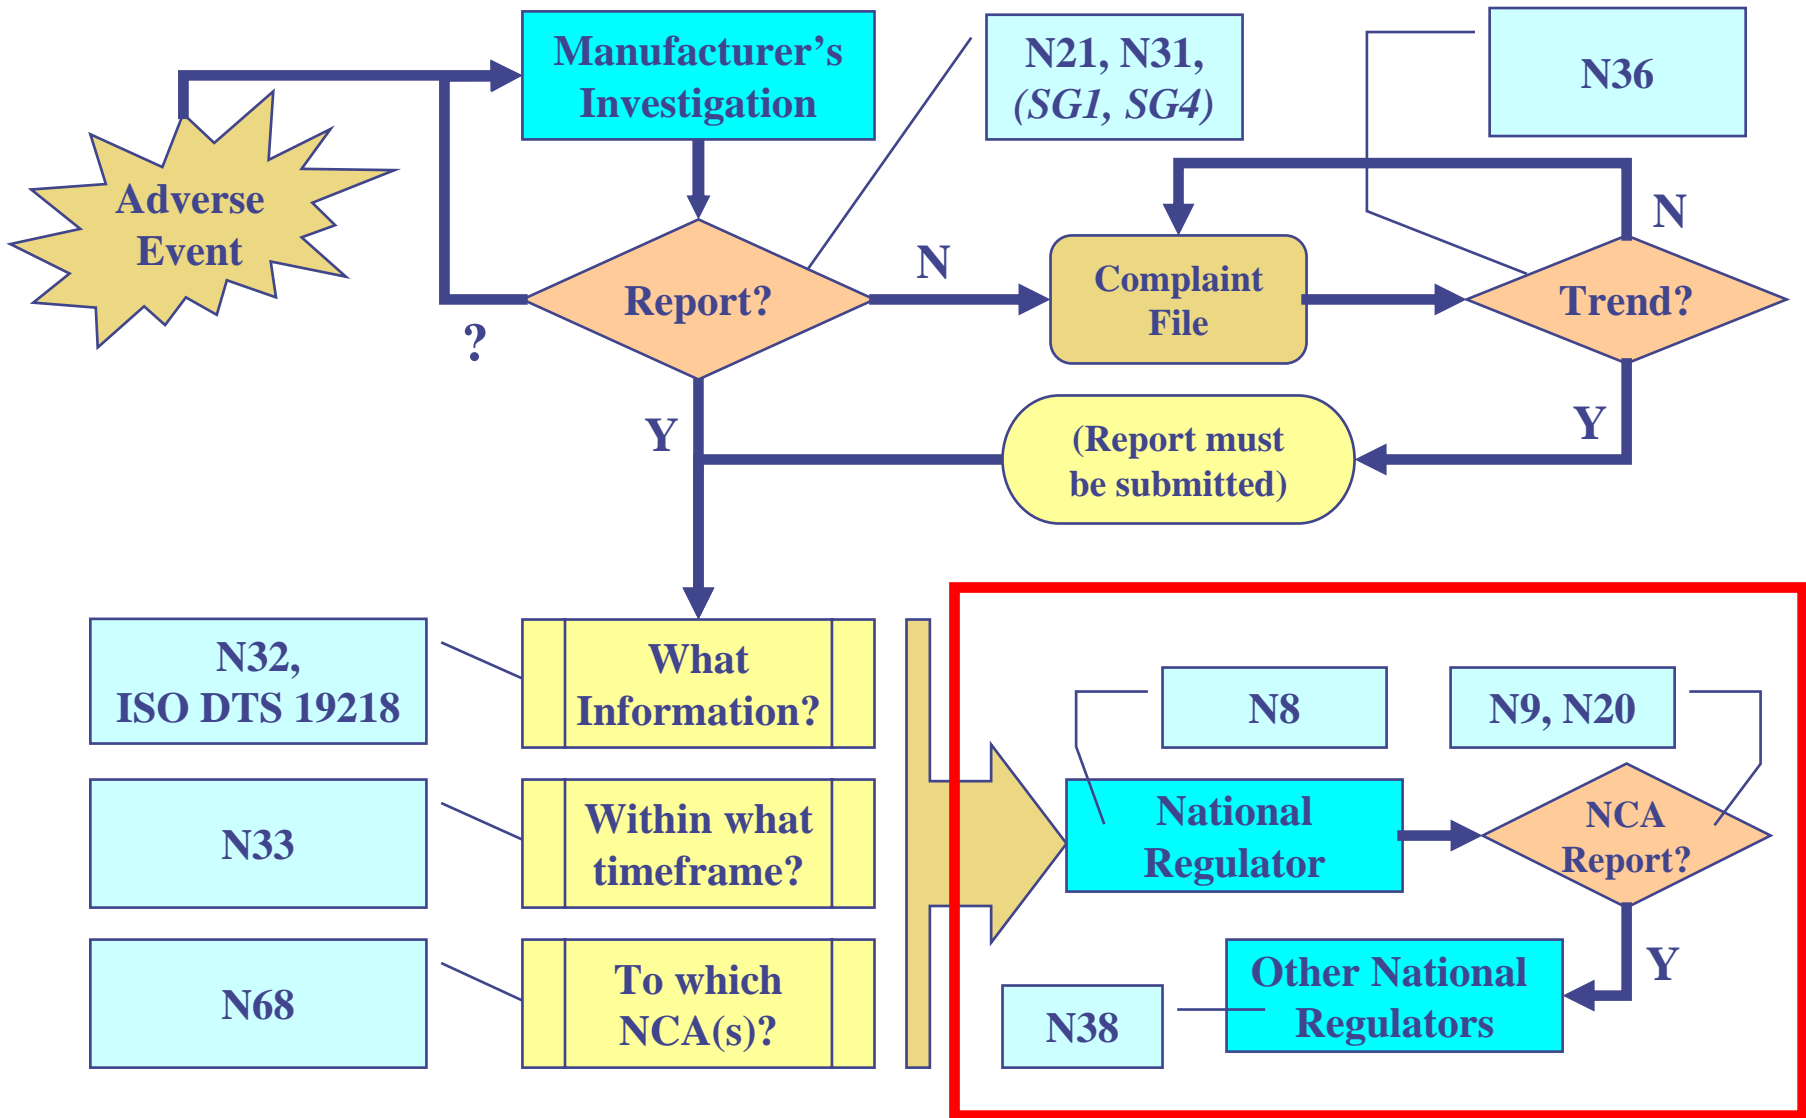 Manufacturer's
Investigation
N21, N31,
(SG1, SG4)
N36
Adverse
Event
Report?
?
N
Complaint
File
Trend?
N
Y
Y
(Report must
be submitted)
N32,
ISO DTS 19218
What
Information?
N33
Within what
timeframe?
N68
To which
NCA(s)?
N8
N9, N20
National
Regulator
NCA
Report?
Y
Other National
Regulators
N38